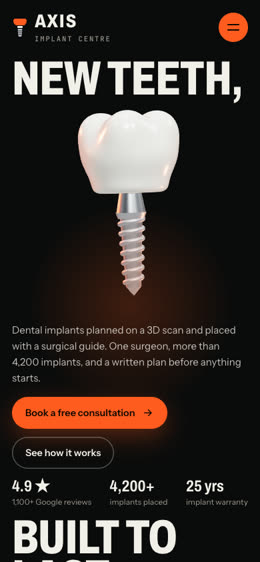 AXIS
IMPLANT CENTRE
NEW TEETH,
Dental implants planned on a 3D scan and placed
with a surgical guide. One surgeon, more than
4,200 implants, and a written plan before anything
starts.
Book a free consultation →
See how it works
4.9 ★ 4,200+ 25 yrs
1,100+ Google reviews implants placed implant warranty
BUILT TO
LAST